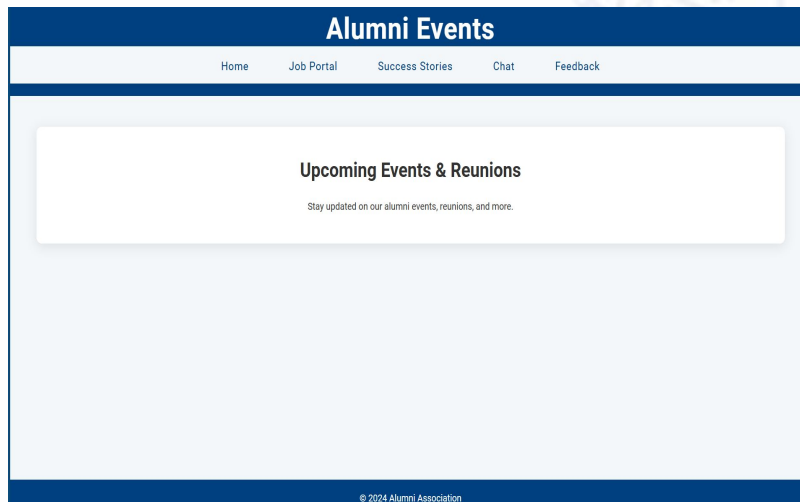 Alumni Events
Home Job Portal Success Stories Chat Feedback
Upcoming Events & Reunions
Stay updated on our alumni events, reunions, and more.
© 2024 Alumni Association